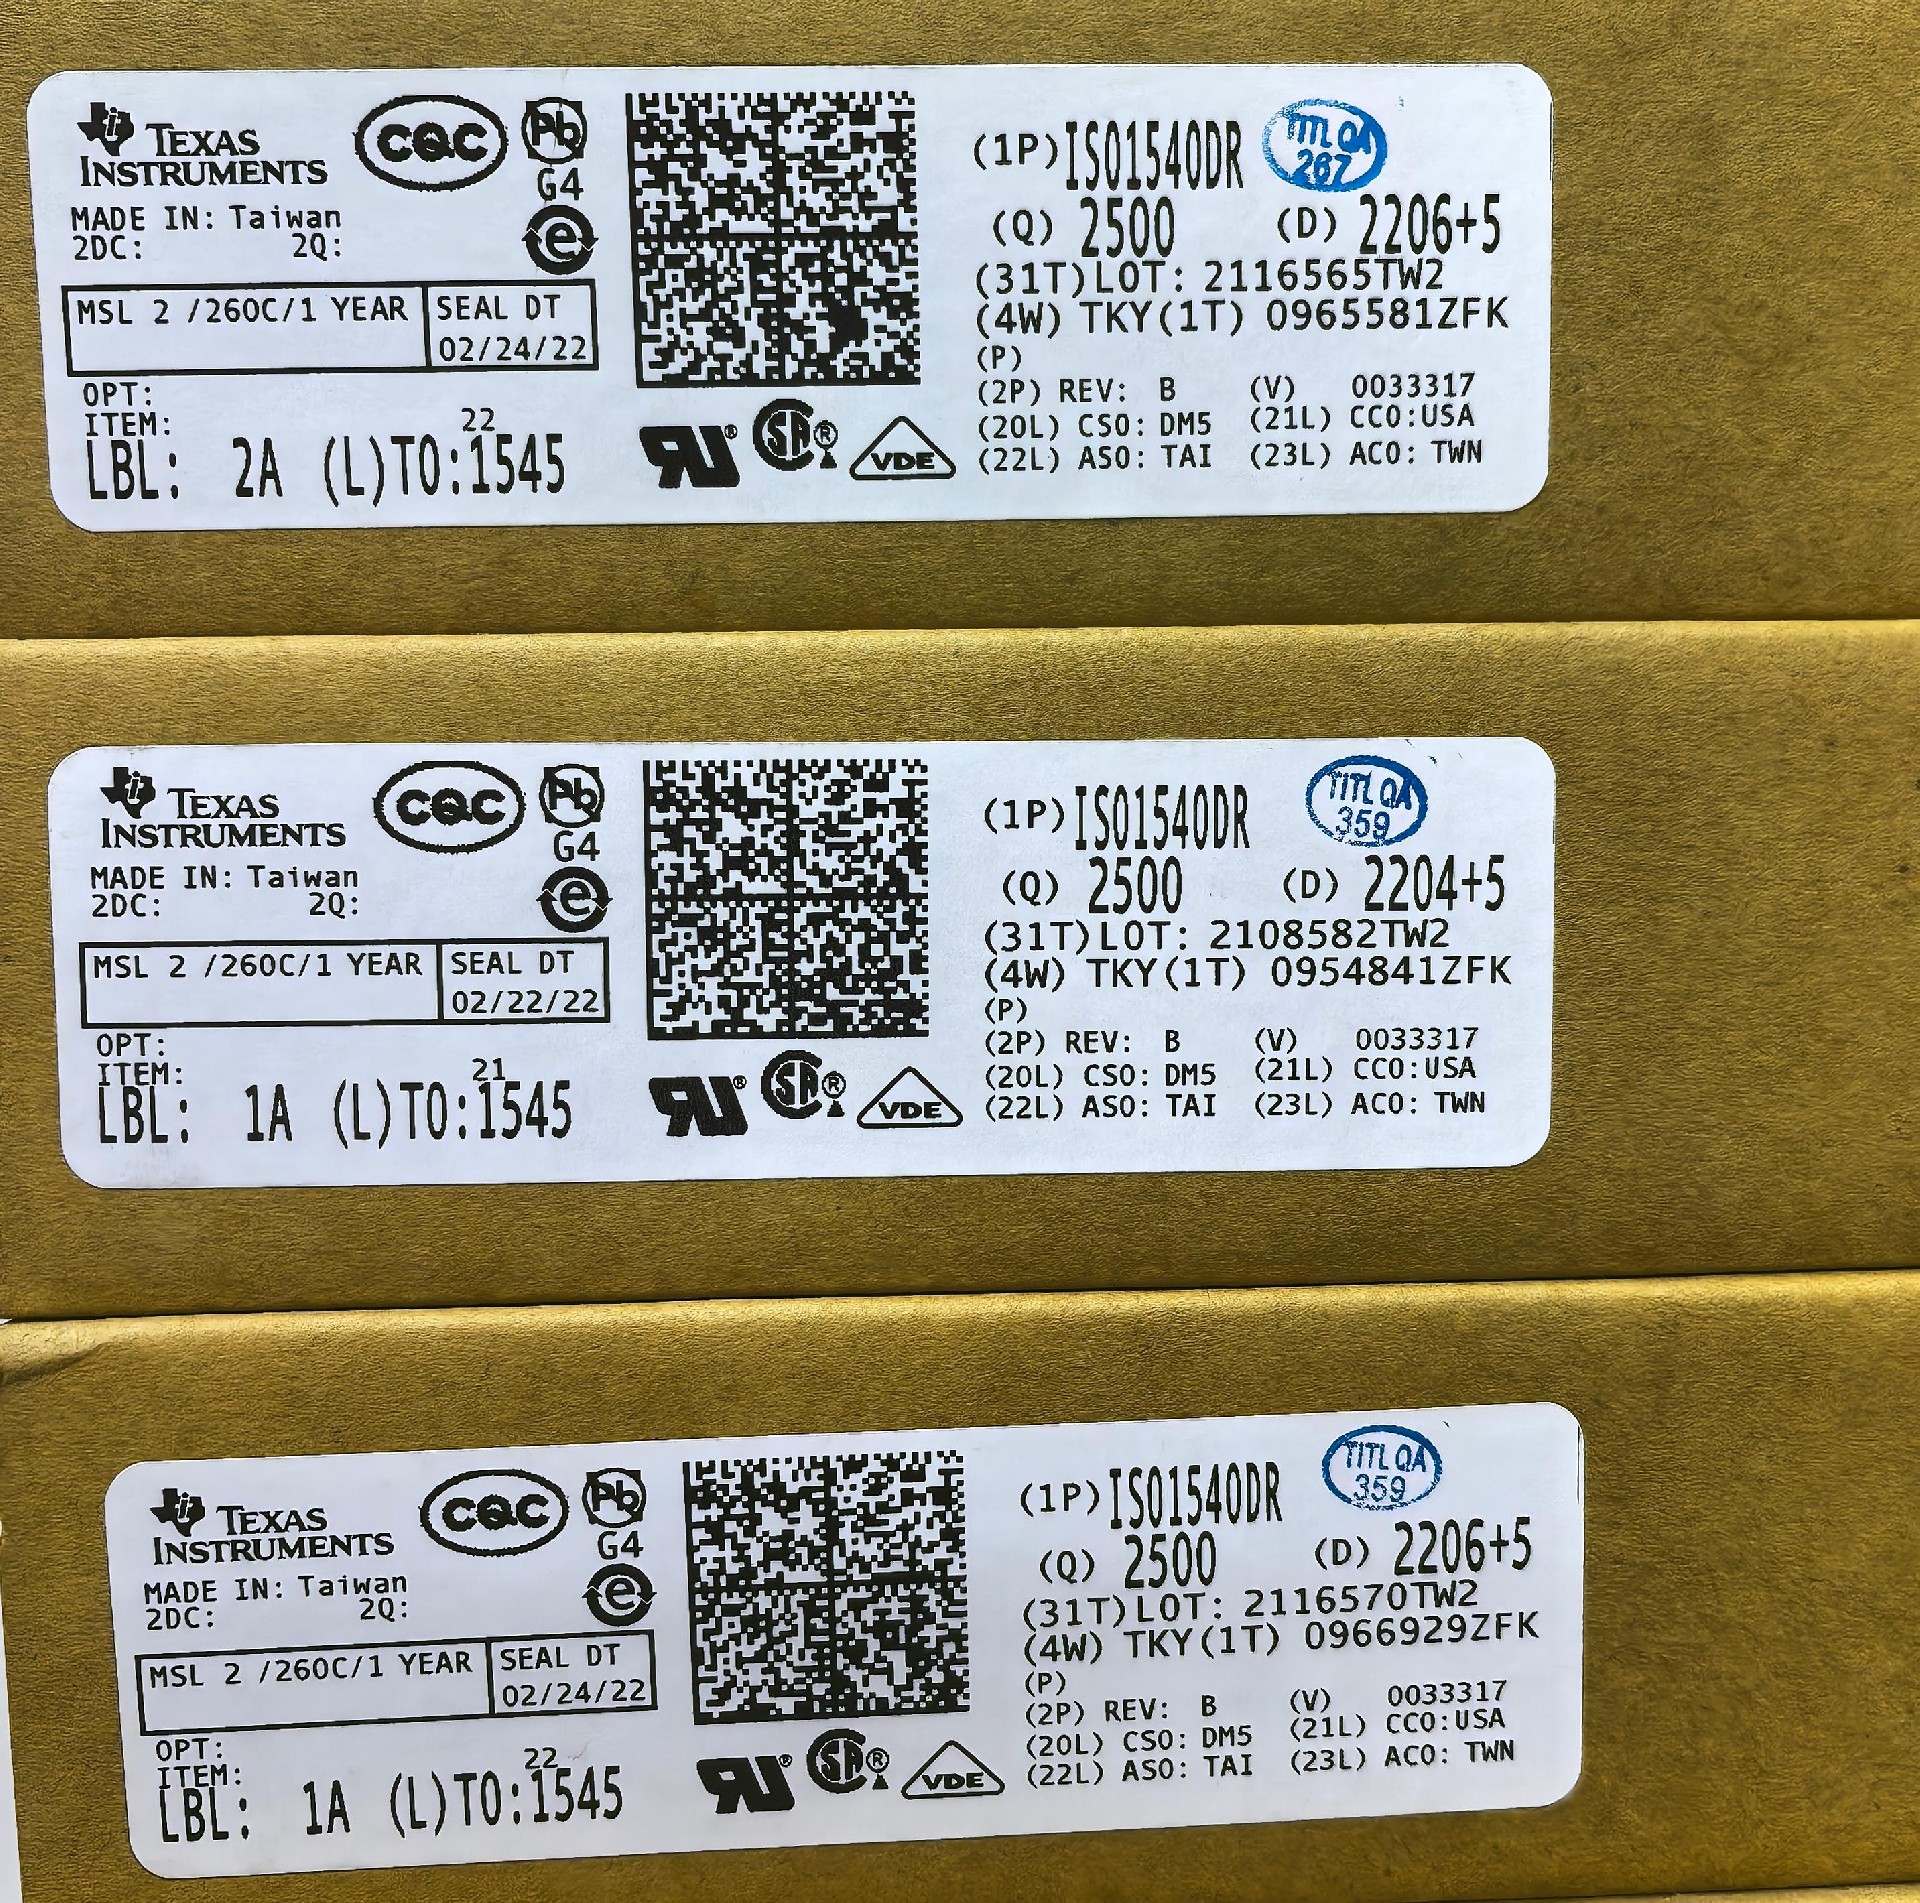 TEXAS
INSTRUMENTS
CQC
Pb
G4
e
MADE IN: Taiwan
2DC: 2Q:
MSL 2 /260C/1 YEAR
SEAL DT
02/24/22
OPT:
ITEM: 22
LBL: 2A (L)TO:1545
UR®
SA®
VDE
(1P)ISO1540DR
TITL QA
267
(Q) 2500 (D) 2206+5
(31T)LOT: 2116565TW2
(4W) TKY(1T) 0965581ZFK
(P)
(2P) REV: B (V) 0033317
(20L) CSO: DM5 (21L) CCO:USA
(22L) ASO: TAI (23L) ACO: TWN
TEXAS
INSTRUMENTS
CQC
Pb
G4
e
MADE IN: Taiwan
2DC: 2Q:
MSL 2 /260C/1 YEAR
SEAL DT
02/22/22
OPT:
ITEM: 21
LBL: 1A (L)TO:1545
UR®
SA®
VDE
(1P)ISO1540DR
TITL QA
359
(Q) 2500 (D) 2204+5
(31T)LOT: 2108582TW2
(4W) TKY(1T) 0954841ZFK
(P)
(2P) REV: B (V) 0033317
(20L) CSO: DM5 (21L) CCO:USA
(22L) ASO: TAI (23L) ACO: TWN
TEXAS
INSTRUMENTS
CQC
Pb
G4
e
MADE IN: Taiwan
2DC: 2Q:
MSL 2 /260C/1 YEAR
SEAL DT
02/24/22
OPT:
ITEM: 22
LBL: 1A (L)TO:1545
UR®
SA®
VDE
(1P)ISO1540DR
TITL QA
359
(Q) 2500 (D) 2206+5
(31T)LOT: 2116570TW2
(4W) TKY(1T) 0966929ZFK
(P)
(2P) REV: B (V) 0033317
(20L) CSO: DM5 (21L) CCO:USA
(22L) ASO: TAI (23L) ACO: TWN